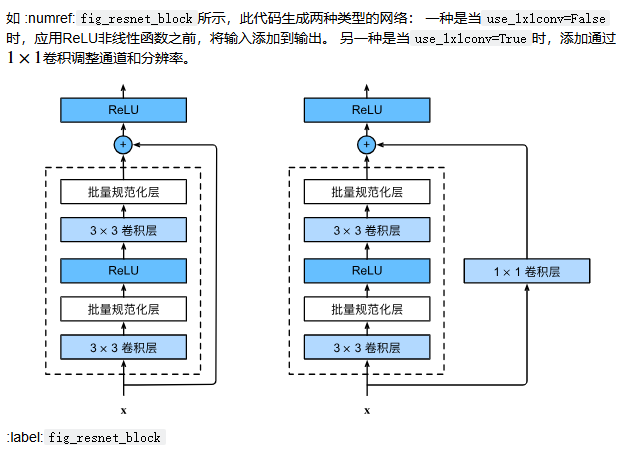 如 :numref: fig_resnet_block 所示，此代码生成两种类型的网络： 一种是当 use_1x1conv=False
时，应用ReLU非线性函数之前，将输入添加到输出。 另一种是当 use_1x1conv=True 时，添加通过
1 × 1卷积调整通道和分辨率。
ReLU
+
批量规范化层
3 × 3 卷积层
ReLU
批量规范化层
3 × 3 卷积层
x
ReLU
+
批量规范化层
3 × 3 卷积层
ReLU
批量规范化层
3 × 3 卷积层
1 × 1 卷积层
x
:label: fig_resnet_block